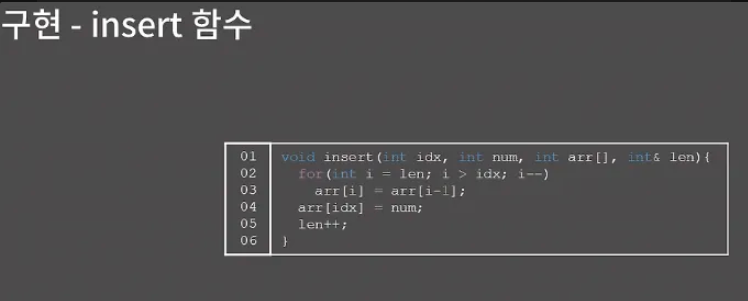 구현 - insert 함수
01 void insert(int idx, int num, int arr[], int& len){
02 for(int i = len; i > idx; i--)
03 arr[i] = arr[i-1];
04 arr[idx] = num;
05 len++;
06 }